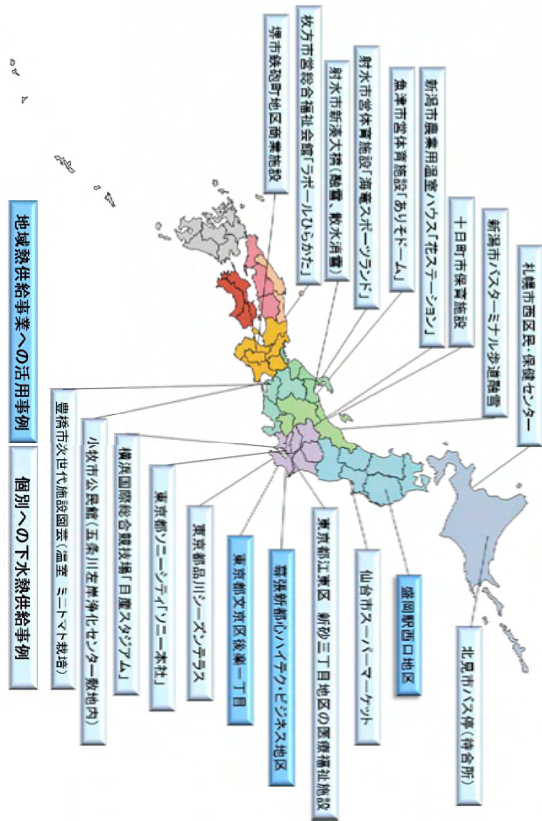 札幌市西区民・保健センター
新潟市バスターミナル歩道融雪
十日町市保育施設
新潟市農業用温室ハウス「花ステーション」
魚津市営体育施設「ありそドーム」
射水市営体育施設「海竜スポーツランド」
射水市新湊大橋(融雪、散水消雪)
枚方市営総合福祉会館「ラポールひらかた」
堺市鉄砲町地区商業施設
北見市バス停(待合所)
盛岡駅西口地区
仙台市スーパーマーケット
東京都江東区 新砂三丁目地区の医療福祉施設
幕張新都心ハイテク・ビジネス地区
東京都文京区後楽一丁目
東京都品川シーズンテラス
東京都ソニーシティ「ソニー本社」
横浜国際総合競技場「日産スタジアム」
小牧市公民館(五条川左岸浄化センター敷地内)
豊橋市次世代施設園芸(温室 ミニトマト栽培)
地域熱供給事業への活用事例
個別への下水熱供給事例